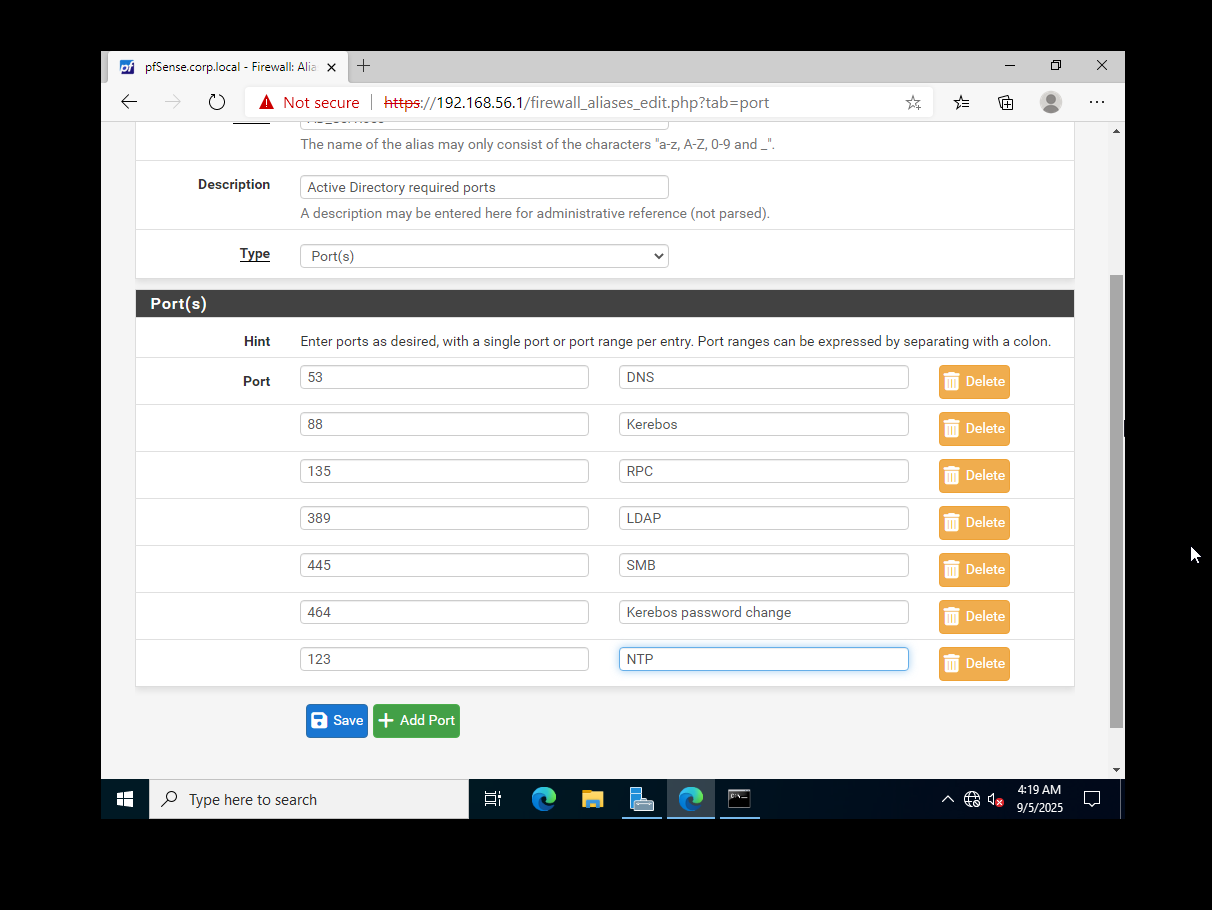 pfSense.corp.local - Firewall: Alia
Not secure
https://192.168.56.1/firewall_aliases_edit.php?tab=port
The name of the alias may only consist of the characters "a-z, A-Z, 0-9 and _".
Description
Active Directory required ports
A description may be entered here for administrative reference (not parsed).
Type
Port(s)
Port(s)
Hint
Enter ports as desired, with a single port or port range per entry. Port ranges can be expressed by separating with a colon.
Port
53
DNS
Delete
88
Kerebos
Delete
135
RPC
Delete
389
LDAP
Delete
445
SMB
Delete
464
Kerebos password change
Delete
123
NTP
Delete
Save
Add Port
Type here to search
4:19 AM
9/5/2025